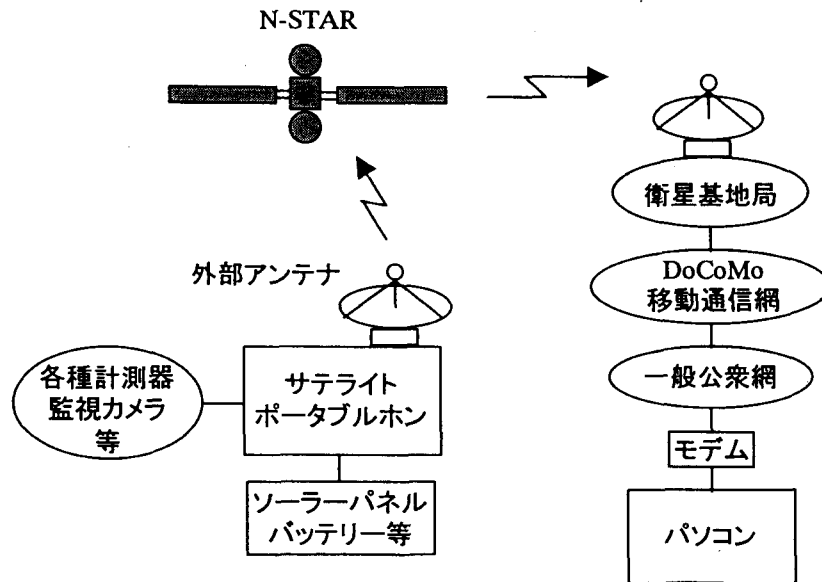 N-STAR
外部アンテナ
各種計測器
監視カメラ
等
サテライト
ポータブルホン
ソーラーパネル
バッテリー等
衛星基地局
DoCoMo
移動通信網
一般公衆網
モデム
パソコン